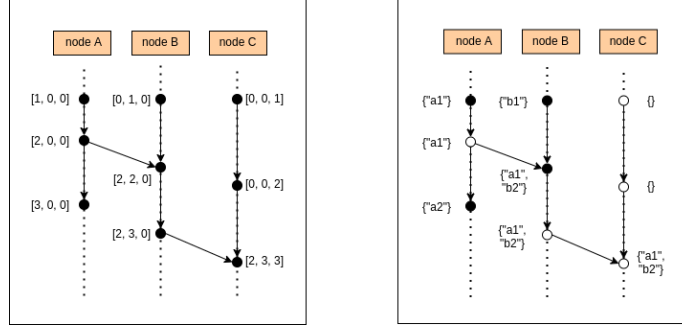 node A
node B
node C
[1, 0, 0]
[0, 1, 0]
[0, 0, 1]
[2, 0, 0]
[2, 2, 0]
[0, 0, 2]
[3, 0, 0]
[2, 3, 0]
[2, 3, 3]
node A
node B
node C
{"a1"}
{"b1"}
{}
{"a1"}
{"a1",
"b2"}
{}
{"a2"}
{"a1",
"b2"}
{"a1",
"b2"}